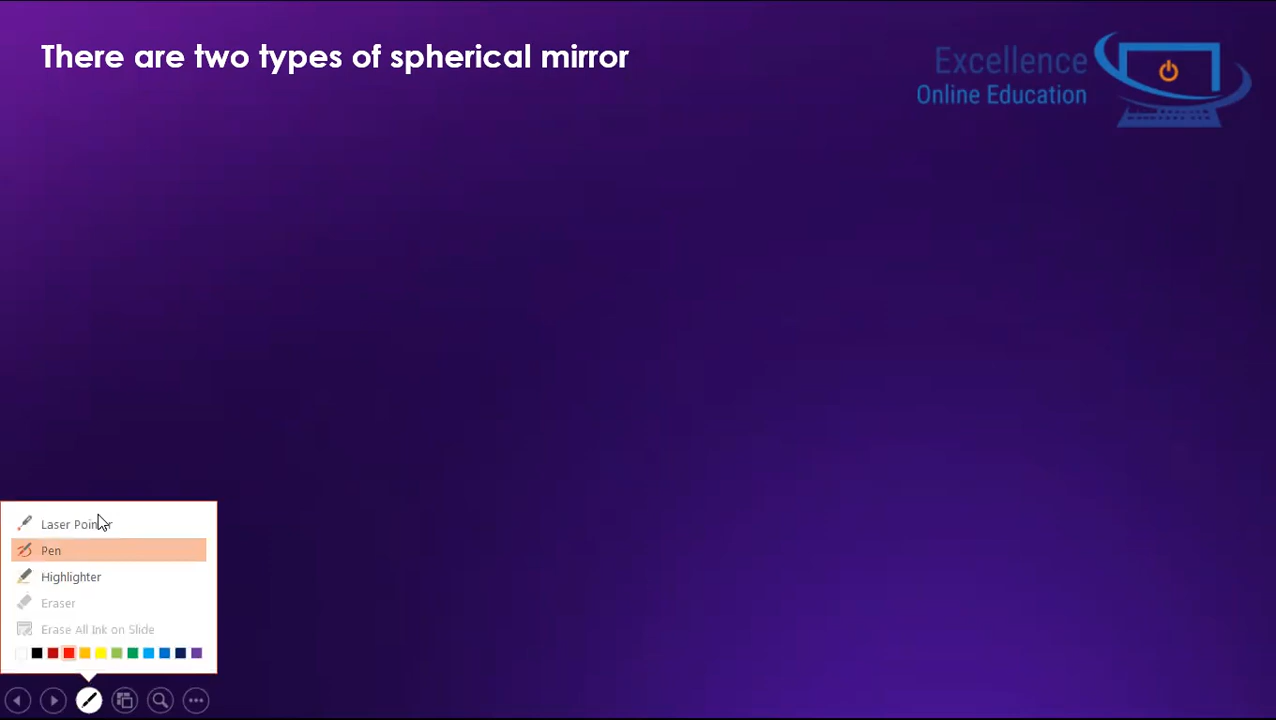 There are two types of spherical mirror
Excellence
Online Education
Laser Pointer
Pen
Highlighter
Eraser
Erase All Ink on Slide